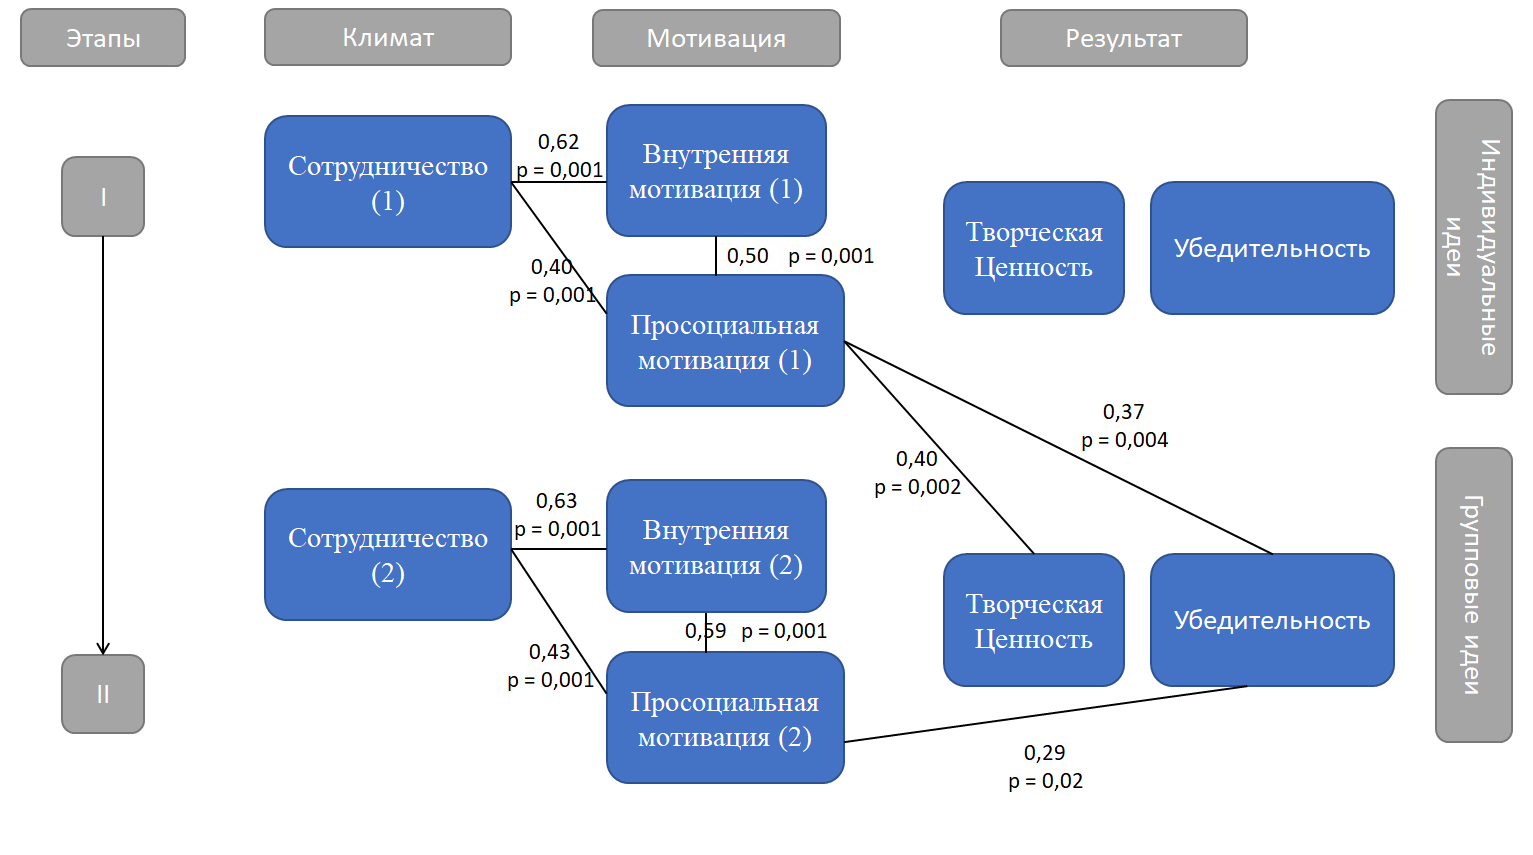 Этапы
Климат
Мотивация
Результат
I
Сотрудничество
(1)
0,62
p = 0,001
Внутренняя
мотивация (1)
0,40
p = 0,001
0,50 p = 0,001
Просоциальная
мотивация (1)
Творческая
Ценность
Убедительность
Индивидуальные
идеи
0,37
p = 0,004
0,40
p = 0,002
II
Сотрудничество
(2)
0,63
p = 0,001
Внутренняя
мотивация (2)
0,43
p = 0,001
0,59 p = 0,001
Просоциальная
мотивация (2)
Творческая
Ценность
Убедительность
Групповые идеи
0,29
p = 0,02